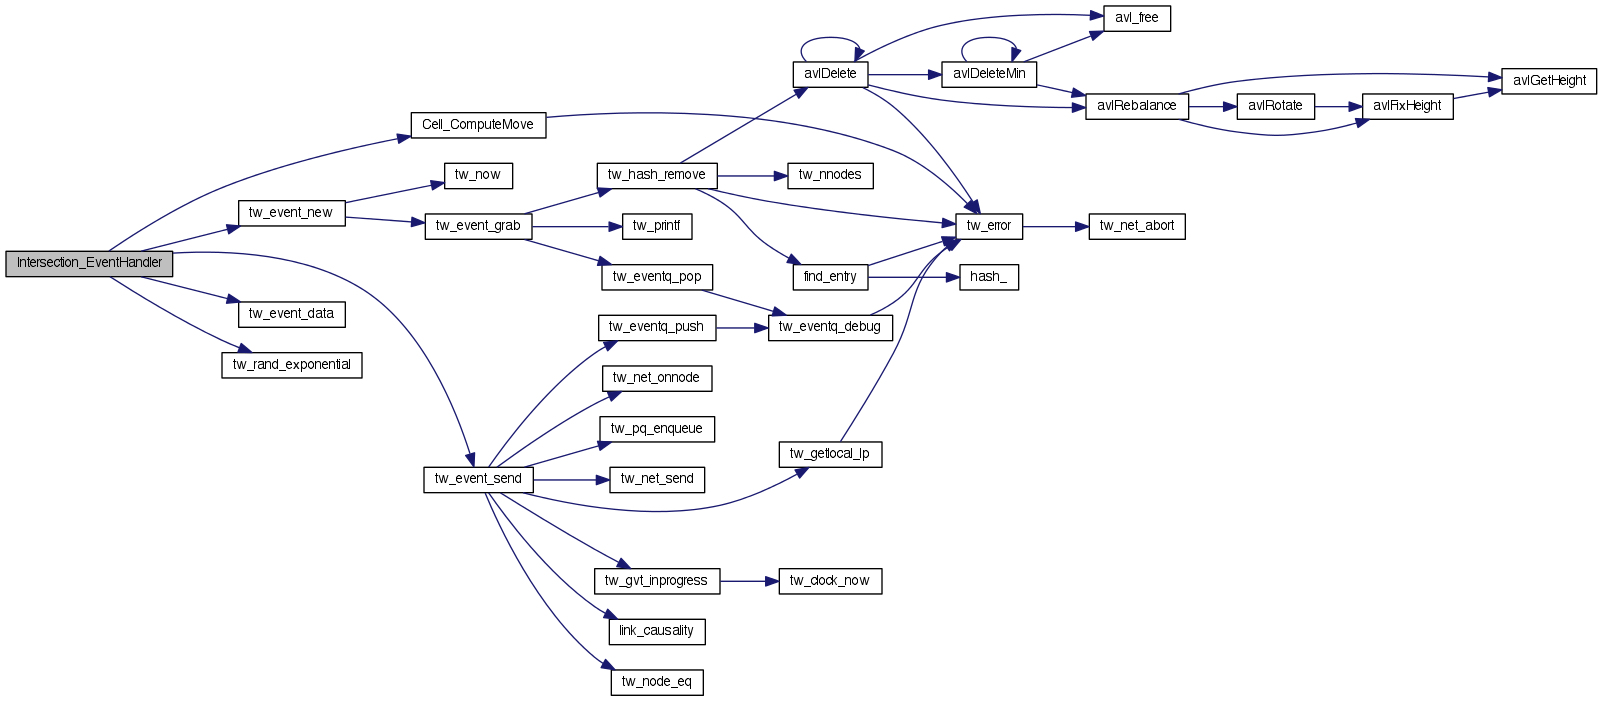 avl_free
avlDelete
avlDeleteMin
avlGetHeight
avlRebalance
avlRotate
avlFixHeight
Cell_ComputeMove
tw_now
tw_hash_remove
tw_nnodes
tw_event_new
tw_event_grab
tw_printf
tw_error
tw_net_abort
Intersection_EventHandler
tw_eventq_pop
find_entry
hash_
tw_event_data
tw_eventq_push
tw_eventq_debug
tw_rand_exponential
tw_net_onnode
tw_pq_enqueue
tw_getlocal_lp
tw_event_send
tw_net_send
tw_gvt_inprogress
tw_clock_now
link_causality
tw_node_eq